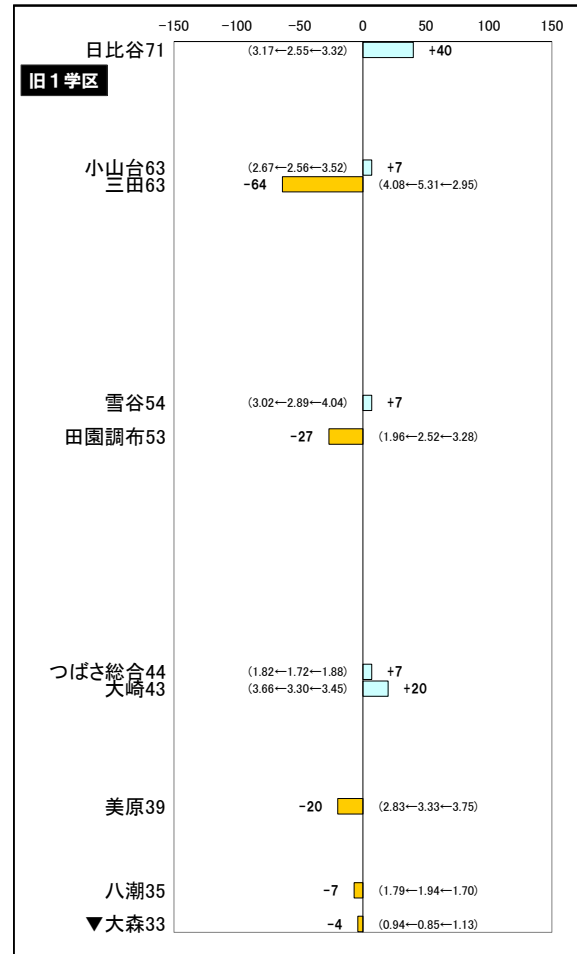 -150 -100 -50 0 50 100 150
日比谷71 (3.17←2.55←3.32) +40
旧1学区
小山台63 (2.67←2.56←3.52) +7
三田63 -64 (4.08←5.31←2.95)
雪谷54 (3.02←2.89←4.04) +7
田園調布53 -27 (1.96←2.52←3.28)
つばさ総合44 (1.82←1.72←1.88) +7
大崎43 (3.66←3.30←3.45) +20
美原39 -20 (2.83←3.33←3.75)
八潮35 -7 (1.79←1.94←1.70)
▼大森33 -4 (0.94←0.85←1.13)